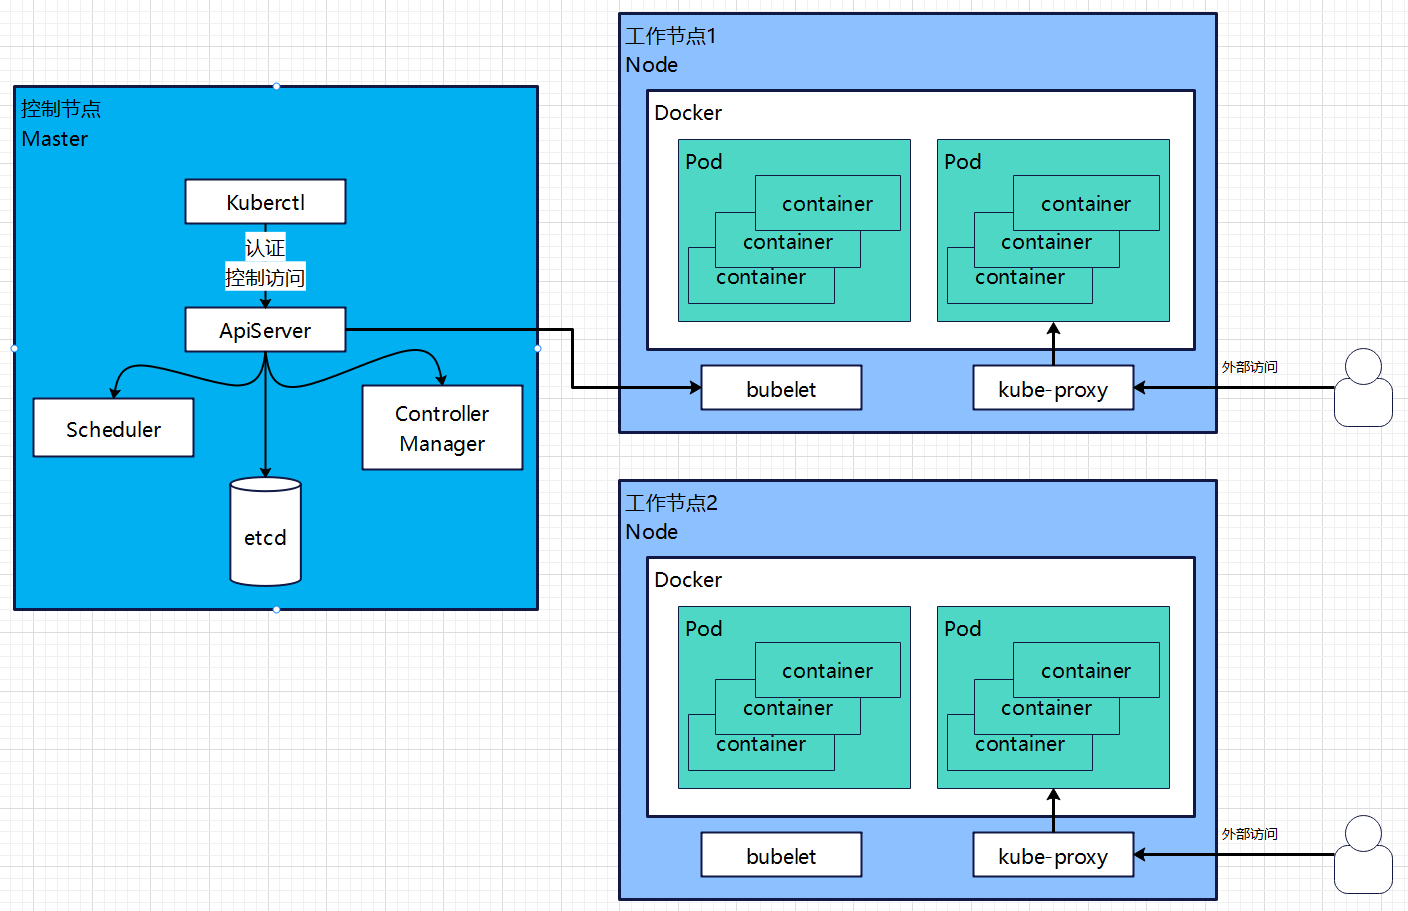 控制节点
Master
Kuberctl
认证
控制访问
ApiServer
Scheduler
Controller
Manager
etcd
工作节点1
Node
Docker
Pod
container
container
container
Pod
container
container
container
bubelet
kube-proxy
外部访问
工作节点2
Node
Docker
Pod
container
container
container
Pod
container
container
container
bubelet
kube-proxy
外部访问